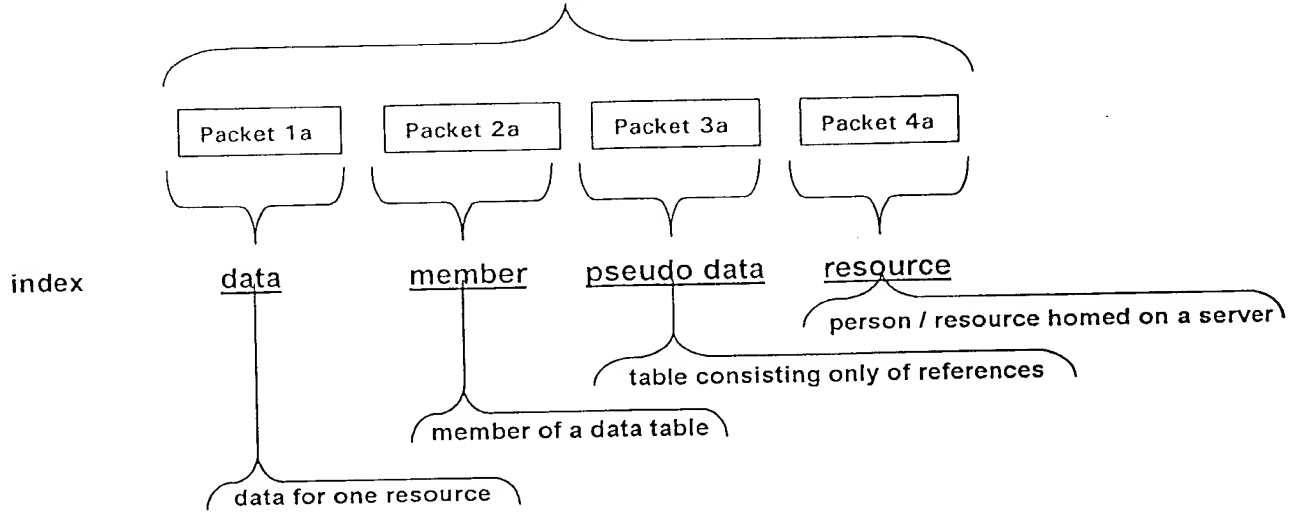 Packet 1a Packet 2a Packet 3a Packet 4a
index data member pseudo data resource
person / resource homed on a server
table consisting only of references
member of a data table
data for one resource